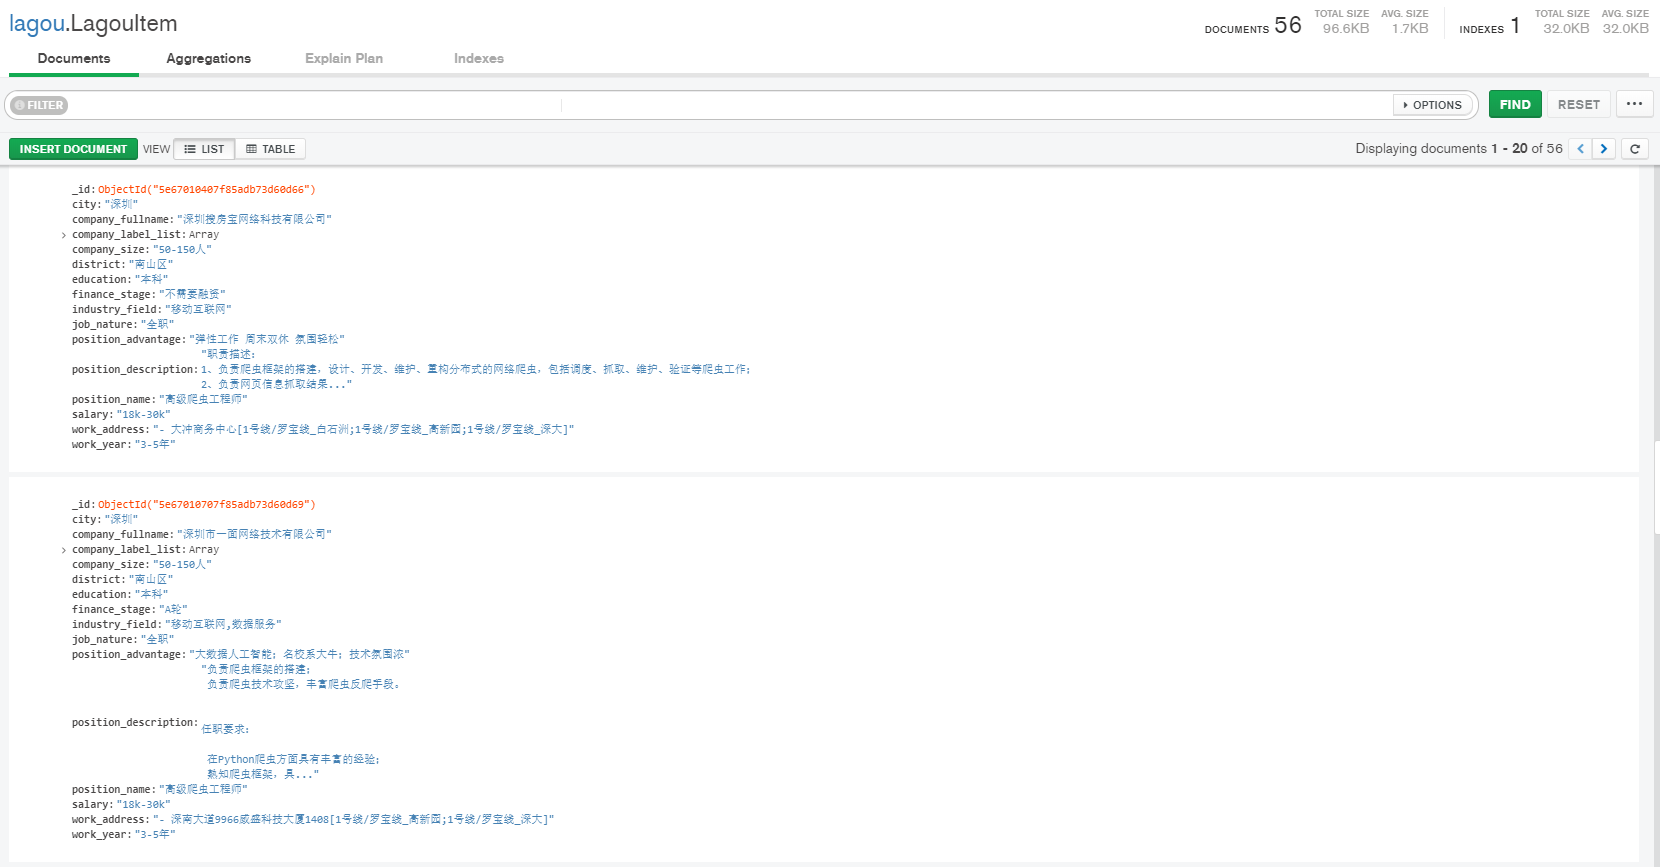 lagou.LagouItem
DOCUMENTS 56 TOTAL SIZE 96.6KB AVG. SIZE 1.7KB INDEXES 1 TOTAL SIZE 32.0KB AVG. SIZE 32.0KB
Documents Aggregations Explain Plan Indexes
FILTER OPTIONS FIND RESET ...
INSERT DOCUMENT VIEW LIST TABLE Displaying documents 1 - 20 of 56
_id: ObjectId("5e67010407f85adb73d60d66")
city: "深圳"
company_fullname: "深圳搜房宝网络科技有限公司"
company_label_list: Array
company_size: "50-150人"
district: "南山区"
education: "本科"
finance_stage: "不需要融资"
industry_field: "移动互联网"
job_nature: "全职"
position_advantage: "弹性工作 周末双休 氛围轻松"
"职责描述：
position_description: 1、负责爬虫框架的搭建，设计、开发、维护、重构分布式的网络爬虫，包括调度、抓取、维护、验证等爬虫工作；
2、负责网页信息抓取结果..."
position_name: "高级爬虫工程师"
salary: "18k-30k"
work_address: "- 大冲商务中心[1号线/罗宝线_白石洲;1号线/罗宝线_高新园;1号线/罗宝线_深大]"
work_year: "3-5年"
_id: ObjectId("5e67010707f85adb73d60d69")
city: "深圳"
company_fullname: "深圳市一面网络技术有限公司"
company_label_list: Array
company_size: "50-150人"
district: "南山区"
education: "本科"
finance_stage: "A轮"
industry_field: "移动互联网,数据服务"
job_nature: "全职"
position_advantage: "大数据人工智能；名校系大牛；技术氛围浓"
"负责爬虫框架的搭建；
负责爬虫技术攻坚，丰富爬虫反爬手段。
position_description:
任职要求：
在Python爬虫方面具有丰富的经验；
熟知爬虫框架，具..."
position_name: "高级爬虫工程师"
salary: "18k-30k"
work_address: "- 深南大道9966威盛科技大厦1408[1号线/罗宝线_高新园;1号线/罗宝线_深大]"
work_year: "3-5年"